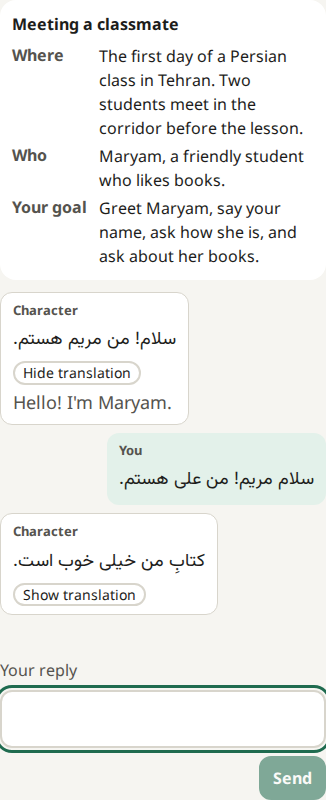 Meeting a classmate
Where
The first day of a Persian
class in Tehran. Two
students meet in the
corridor before the lesson.
Who
Maryam, a friendly student
who likes books.
Your goal
Greet Maryam, say your
name, ask how she is, and
ask about her books.
Character
سلام! من مریم هستم.
Hide translation
Hello! I'm Maryam.
You
سلام مریم! من علی هستم.
Character
کتابِ من خیلی خوب است.
Show translation
Your reply
Send